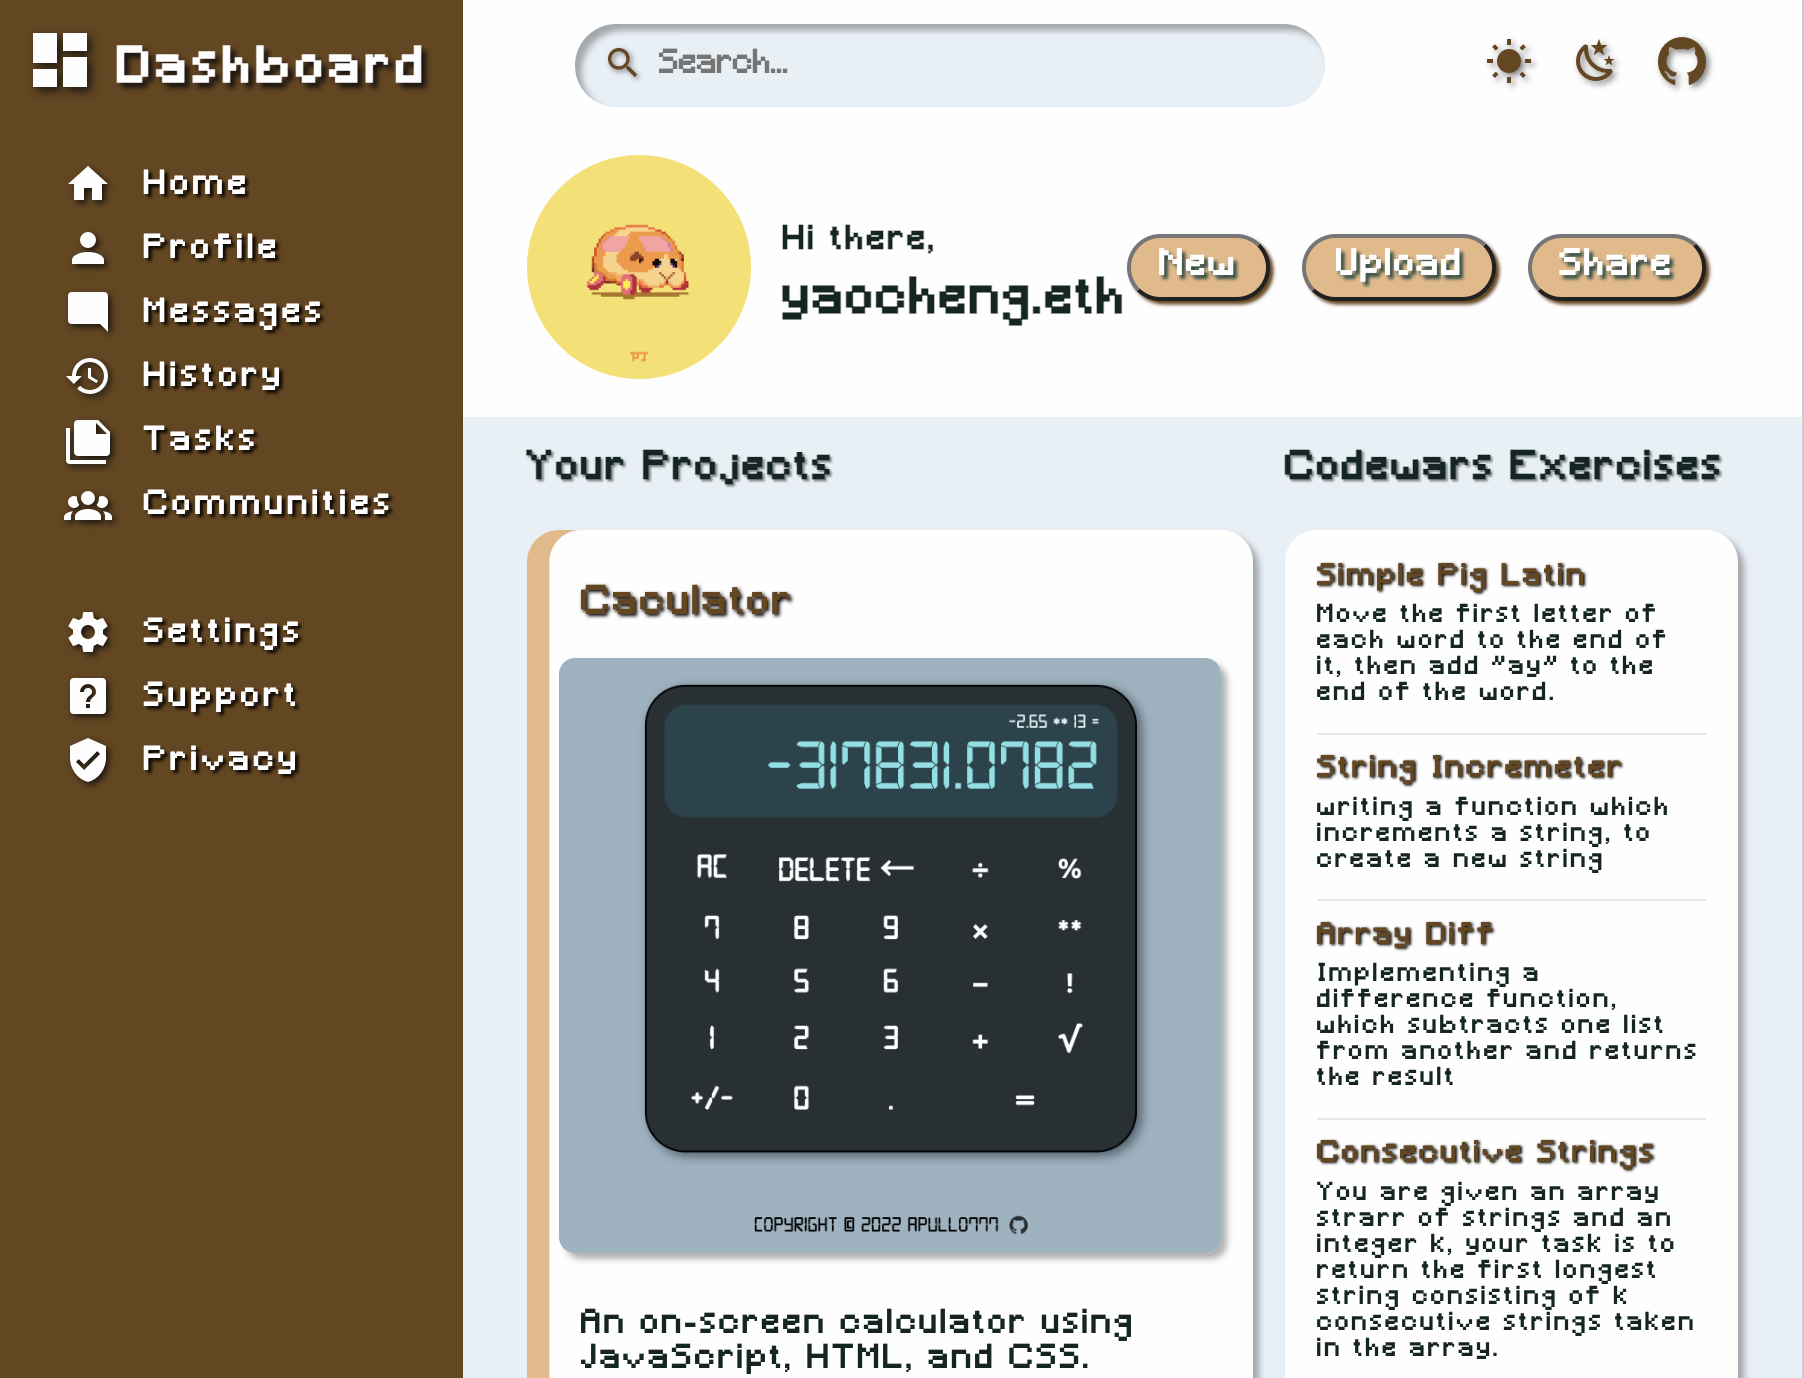 Dashboard
Home
Profile
Messages
History
Tasks
Communities
Settings
Support
Privacy
Search...
Hi there,
yaocheng.eth
New
Upload
Share
Your Projects
Caculator
-2.65 ** 13 =
-317831.0782
AC DELETE ← ÷ %
7 8 9 × **
4 5 6 − !
1 2 3 + √
+/- 0 . =
COPYRIGHT © 2022 APULLO777
An on-screen calculator using
JavaScript, HTML, and CSS.
Codewars Exercises
Simple Pig Latin
Move the first letter of
each word to the end of
it, then add "ay" to the
end of the word.
String Incremeter
writing a function which
increments a string, to
create a new string
Array Diff
Implementing a
difference function,
which subtracts one list
from another and returns
the result
Consecutive Strings
You are given an array
strarr of strings and an
integer k, your task is to
return the first longest
string consisting of k
consecutive strings taken
in the array.